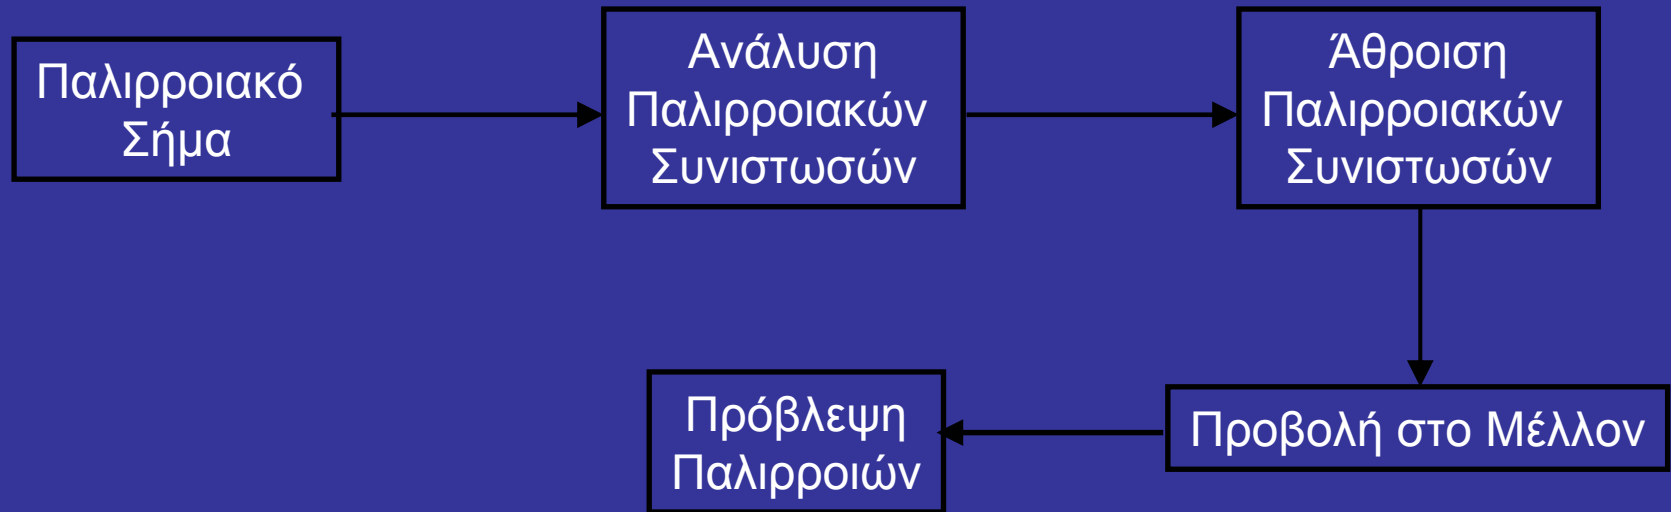 Παλιρροιακό
Σήμα
Ανάλυση
Παλιρροιακών
Συνιστωσών
Άθροιση
Παλιρροιακών
Συνιστωσών
Προβολή στο Μέλλον
Πρόβλεψη
Παλιρροιών